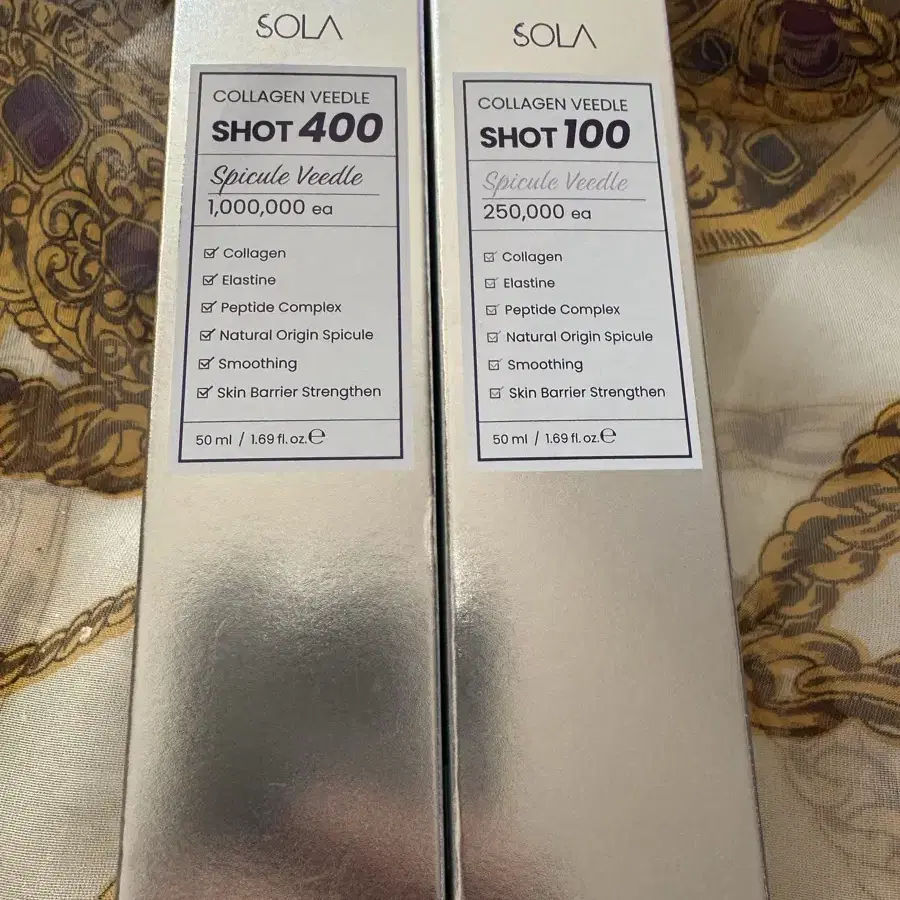 SOLA
COLLAGEN VEEDLE
SHOT 400
Spicule Veedle
1,000,000 ea
Collagen
Elastine
Peptide Complex
Natural Origin Spicule
Smoothing
Skin Barrier Strengthen
50 ml / 1.69 fl. oz. ℮
SOLA
COLLAGEN VEEDLE
SHOT 100
Spicule Veedle
250,000 ea
Collagen
Elastine
Peptide Complex
Natural Origin Spicule
Smoothing
Skin Barrier Strengthen
50 ml / 1.69 fl. oz. ℮